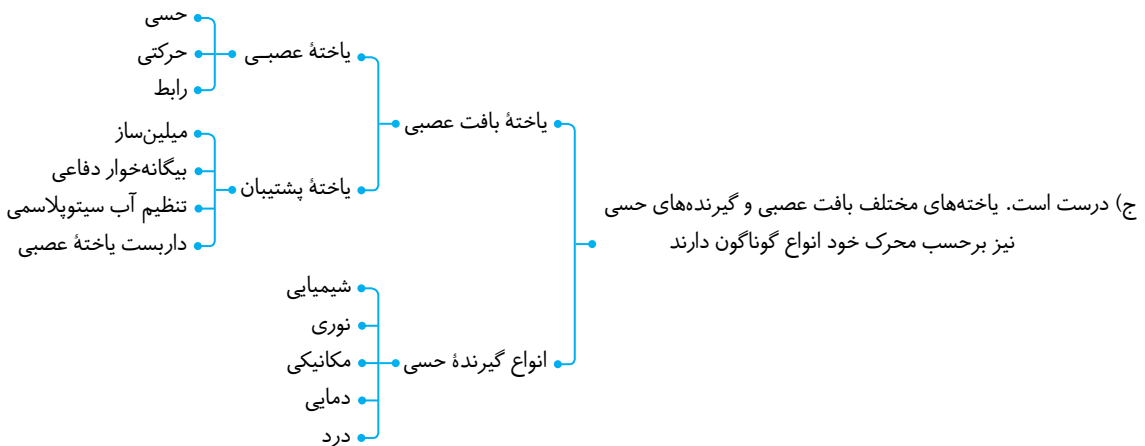 ج) درست است. یاخته‌های مختلف بافت عصبی و گیرنده‌های حسی
نیز برحسب محرک خود انواع گوناگون دارند
یاختهٔ بافت عصبی
یاختهٔ عصبــی
حسی
حرکتی
رابط
یاختهٔ پشتیبان
میلین‌ساز
بیگانه‌خوار دفاعی
تنظیم آب سیتوپلاسمی
داربست یاختهٔ عصبی
انواع گیرندهٔ حسی
شیمیایی
نوری
مکانیکی
دمایی
درد